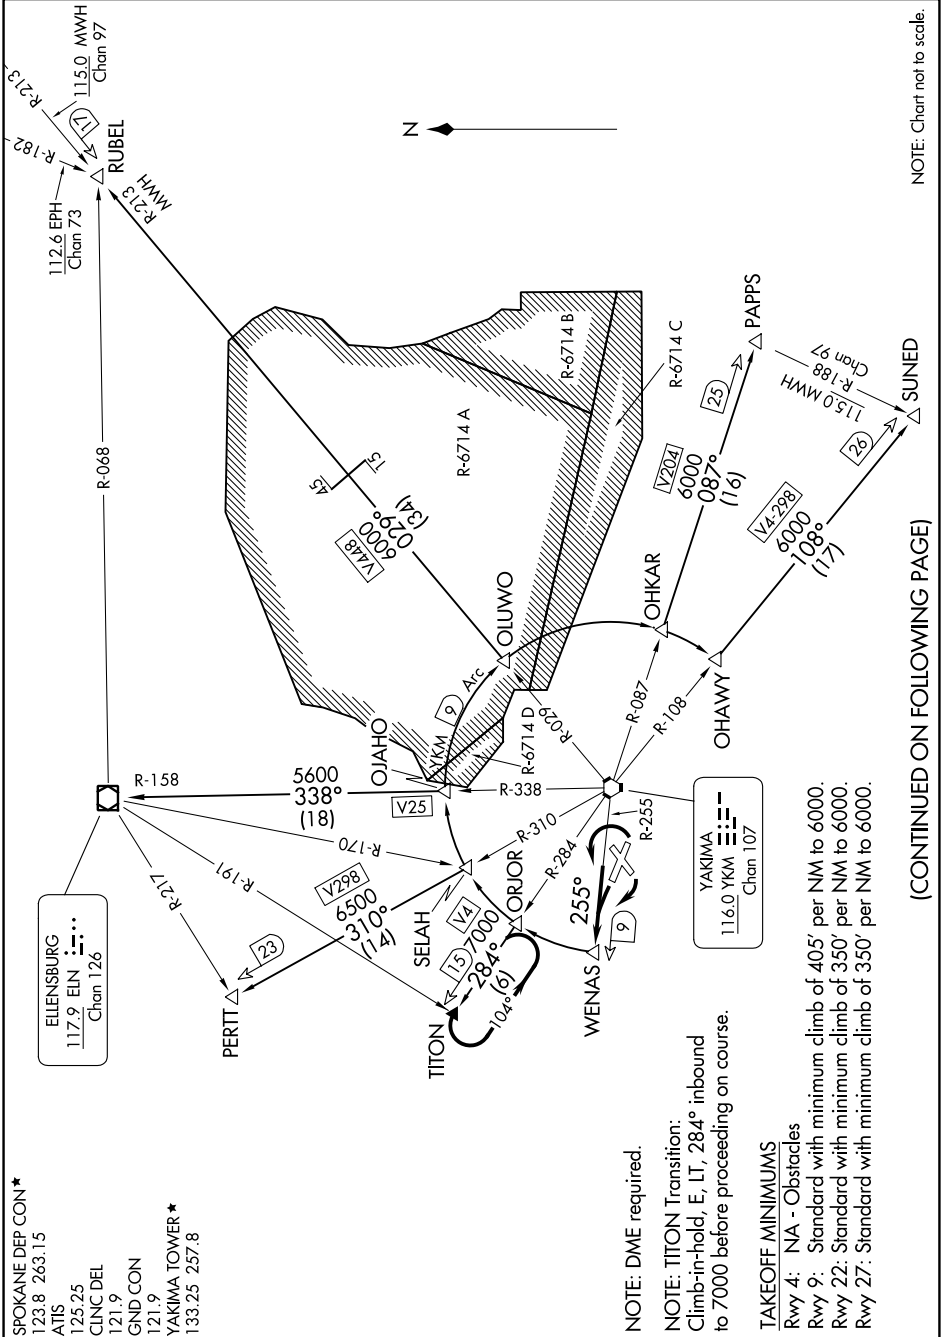 SPOKANE DEP CON★
123.8 263.15
ATIS
125.25
CLNC DEL
121.9
GND CON
121.9
YAKIMA TOWER★
133.25 257.8
ELLENSBURG
117.9 ELN
Chan 126
R-217
R-191
R-170
R-158
R-068
R-182
112.6 EPH
Chan 73
R-213
115.0 MWH
Chan 97
17
RUBEL
R-213
MWH
N
PERTT
23
V298
6500
310°
(14)
5600
338°
(18)
V25
OJAHO
SELAH
TITON
15
V4
7000
284°
(6)
104°
ORJOR
WENAS
9
255°
R-255
R-284
R-310
R-338
YKM
9
Arc
R-6714 D
R-029
OLUWO
V448
6000
029°
(34)
45
15
R-6714 A
R-6714 B
R-6714 C
R-087
R-108
OHKAR
OHAWY
V204
6000
087°
(16)
25
PAPPS
V4-298
6000
108°
(17)
26
SUNED
115.0 MWH
R-188
Chan 97
YAKIMA
116.0 YKM
Chan 107
NOTE: DME required.
NOTE: TITON Transition:
Climb-in-hold, E, LT, 284° inbound
to 7000 before proceeding on course.
TAKEOFF MINIMUMS
Rwy 4: NA - Obstacles
Rwy 9: Standard with minimum climb of 405' per NM to 6000.
Rwy 22: Standard with minimum climb of 350' per NM to 6000.
Rwy 27: Standard with minimum climb of 350' per NM to 6000.
NOTE: Chart not to scale.
(CONTINUED ON FOLLOWING PAGE)